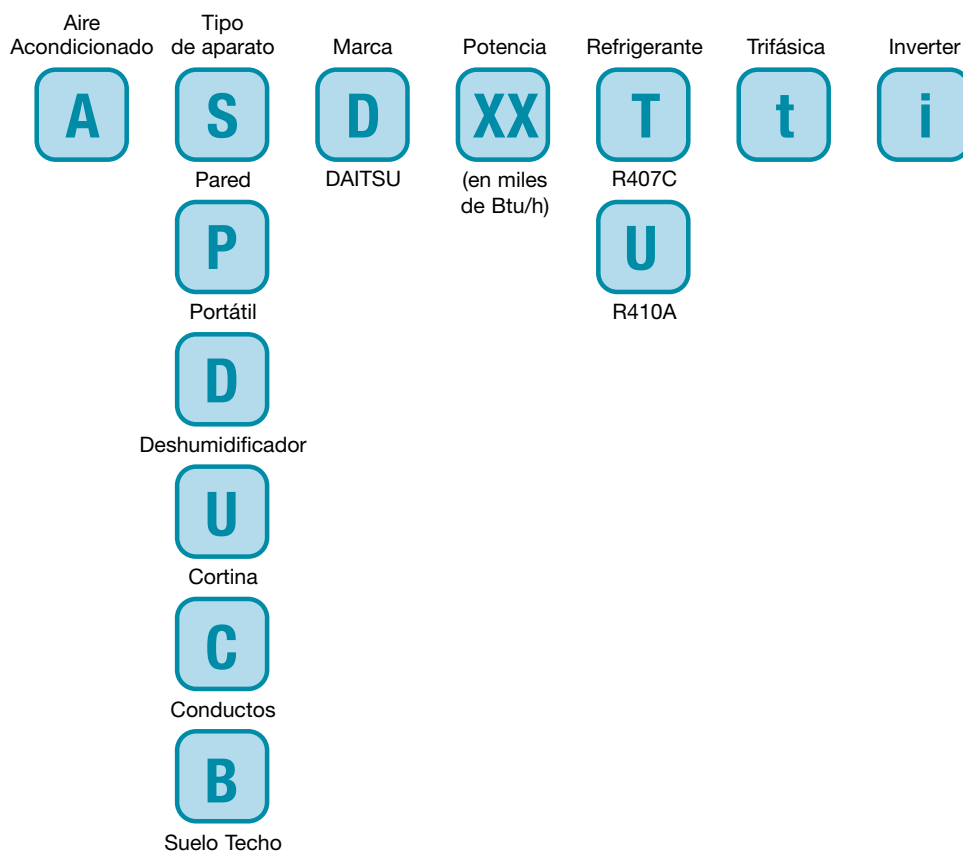 Aire
Acondicionado
Tipo
de aparato
Marca
Potencia
Refrigerante
Trifásica
Inverter
A
S
D
XX
T
t
i
Pared
DAITSU
(en miles
de Btu/h)
R407C
P
U
Portátil
R410A
D
Deshumidificador
U
Cortina
C
Conductos
B
Suelo Techo